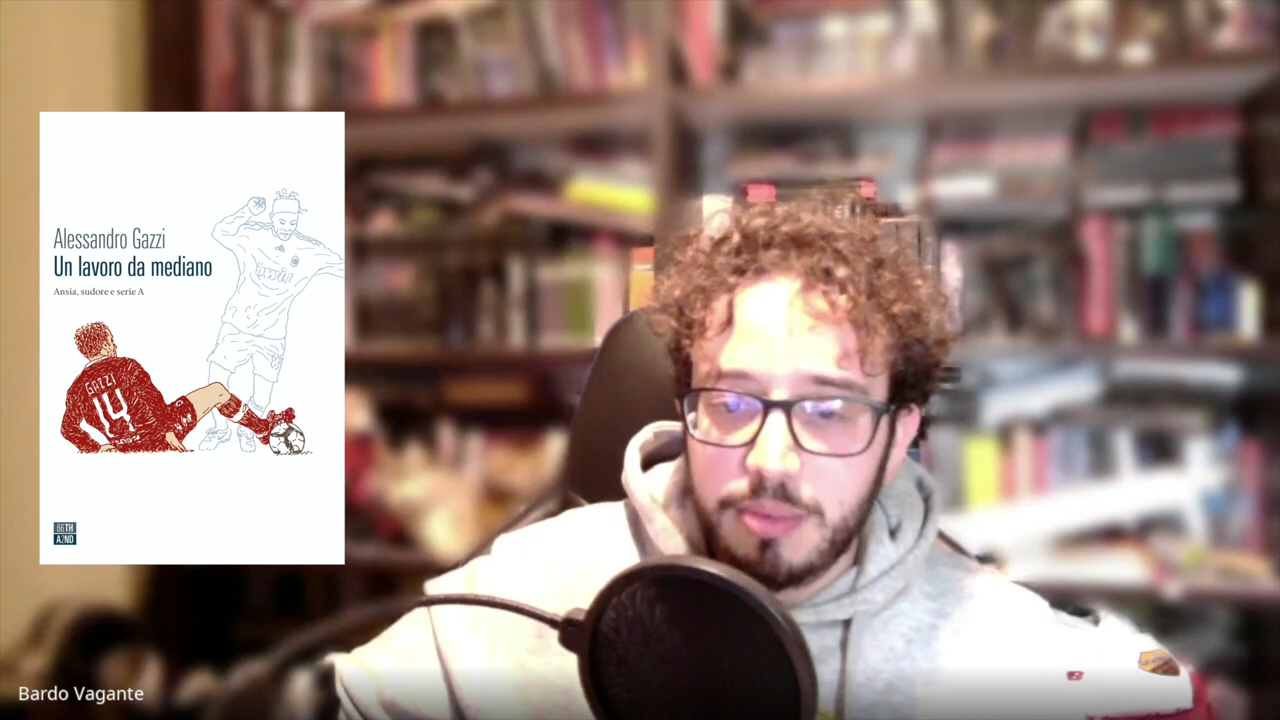 Alessandro Gazzi
Un lavoro da mediano
Ansia, sudore e serie A
GAZZI
14
66TH
A2ND
Bardo Vagante